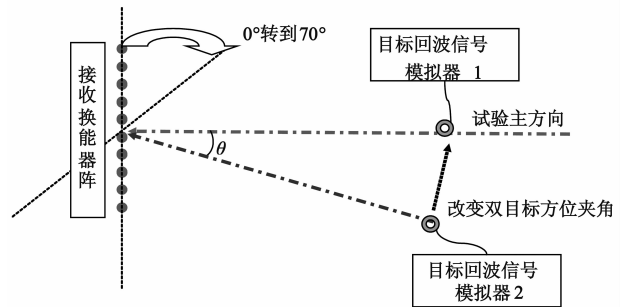 0°转到70°
目标回波信号
模拟器 1
接收换能器阵
试验主方向
θ
改变双目标方位夹角
目标回波信号
模拟器2